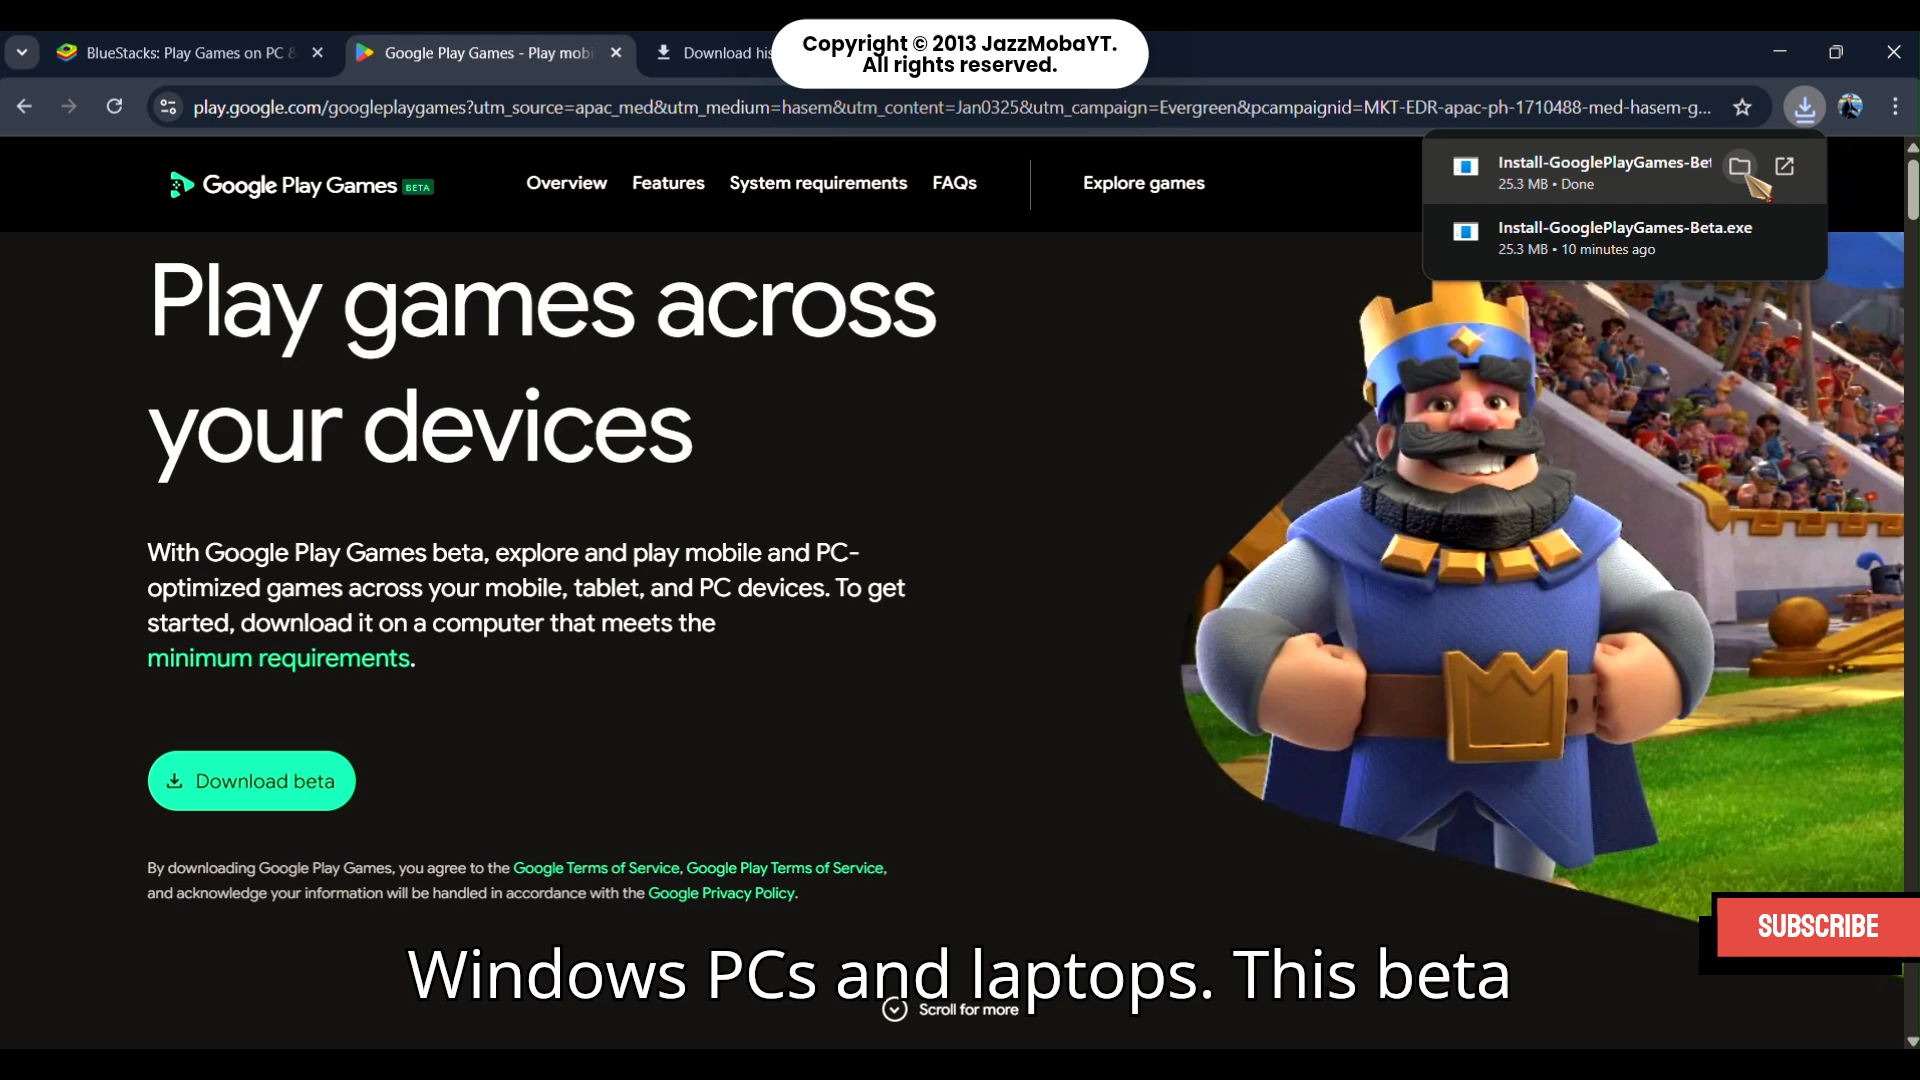 Copyright © 2013 JazzMobaYT.
All rights reserved.
BlueStacks: Play Games on PC &
Google Play Games - Play mobi
Download his
play.google.com/googleplaygames?utm_source=apac_med&utm_medium=hasem&utm_content=Jan0325&utm_campaign=Evergreen&pcampaignid=MKT-EDR-apac-ph-1710488-med-hasem-g...
Install-GooglePlayGames-Bet
25.3 MB • Done
Install-GooglePlayGames-Beta.exe
25.3 MB • 10 minutes ago
Google Play Games BETA
Overview
Features
System requirements
FAQs
Explore games
Play games across
your devices
With Google Play Games beta, explore and play mobile and PC-
optimized games across your mobile, tablet, and PC devices. To get
started, download it on a computer that meets the
minimum requirements.
Download beta
By downloading Google Play Games, you agree to the Google Terms of Service, Google Play Terms of Service,
and acknowledge your information will be handled in accordance with the Google Privacy Policy.
SUBSCRIBE
Windows PCs and laptops. This beta
Scroll for more